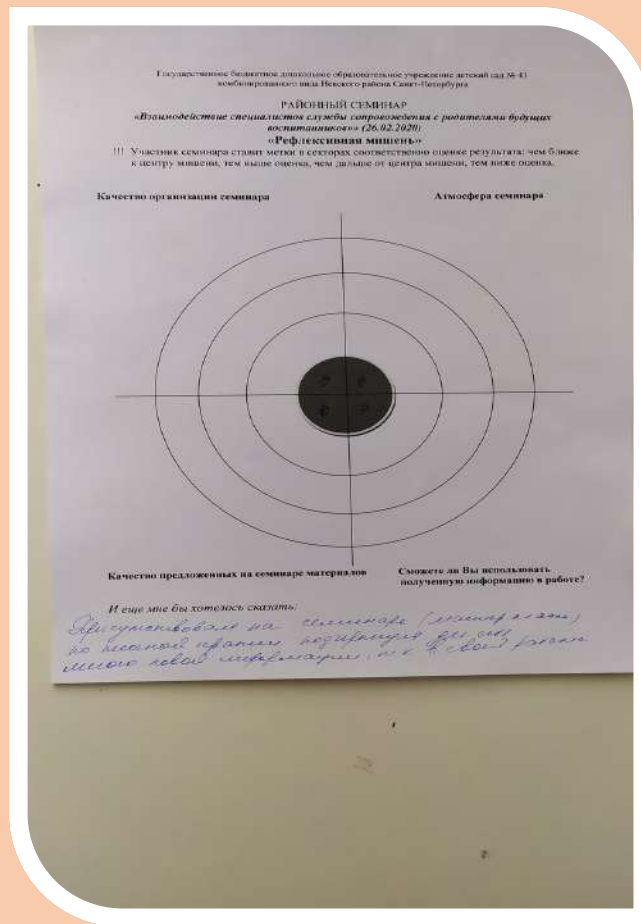 Государственное бюджетное дошкольное образовательное учреждение детский сад № 41
комбинированного вида Невского района Санкт-Петербурга
РАЙОННЫЙ СЕМИНАР
«Взаимодействие специалистов службы сопровождения с родителями будущих
воспитанников»» (26.02.2020)
«Рефлексивная мишень»
!!! Участник семинара ставит метки в секторах соответственно оценке результата: чем ближе
к центру мишени, тем выше оценка, чем дальше от центра мишени, тем ниже оценка.
Качество организации семинара
Атмосфера семинара
Качество предложенных на семинаре материалов
Сможете ли Вы использовать
полученную информацию в работе?
И еще мне бы хотелось сказать:
Присутствовала на семинаре
по
много новой информации, в своей работе